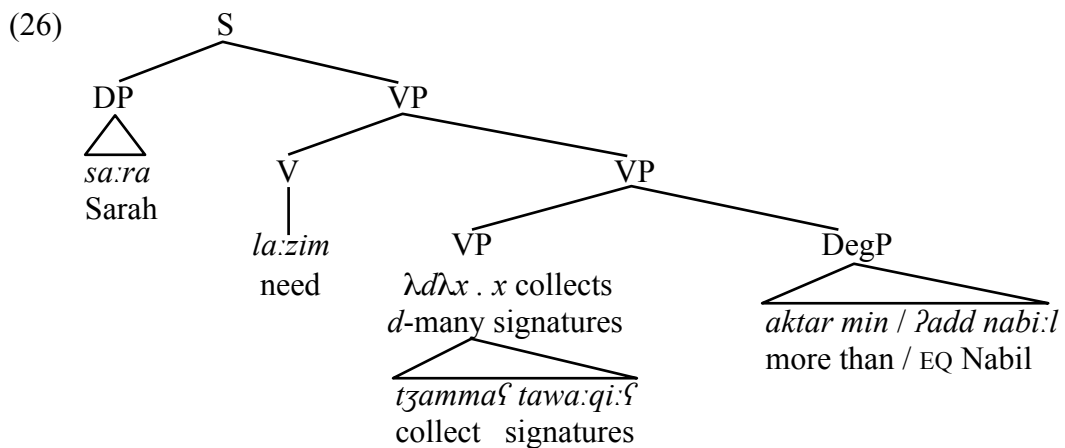 (26)
S
DP VP
sa:ra
Sarah
V VP
la:zim
need
VP DegP
λdλx . x collects
d-many signatures
aktar min / ʔadd nabi:l
more than / EQ Nabil
tʒammaʕ tawa:qi:ʕ
collect signatures